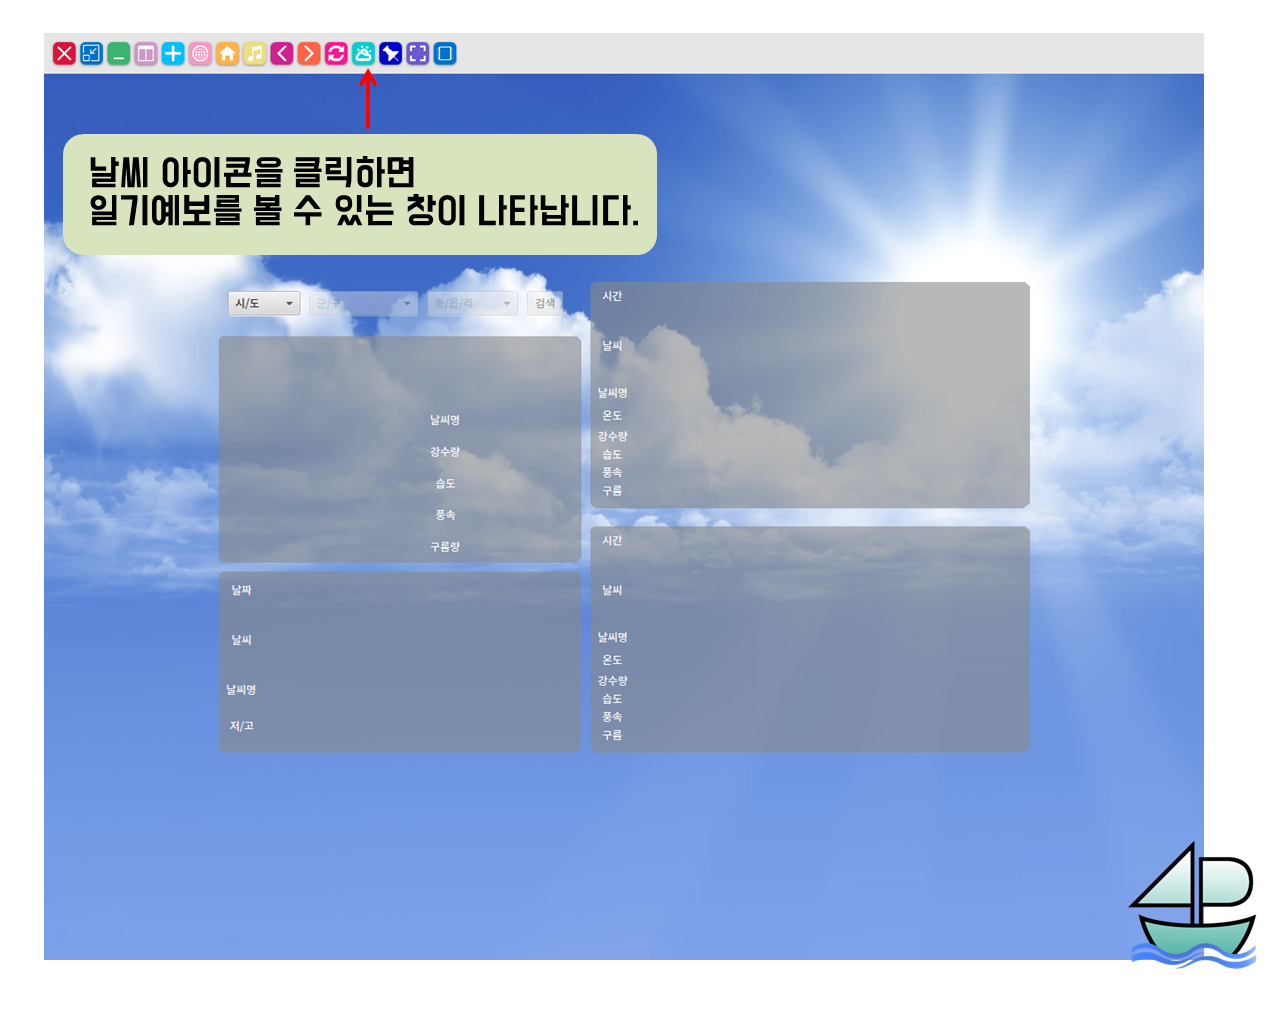 날씨 아이콘을 클릭하면
일기예보를 볼 수 있는 창이 나타납니다.
시/도
군/구
동/읍/리
검색
날씨명
강수량
습도
풍속
구름량
날짜
날씨
날씨명
저/고
시간
날씨
날씨명
온도
강수량
습도
풍속
구름
시간
날씨
날씨명
온도
강수량
습도
풍속
구름